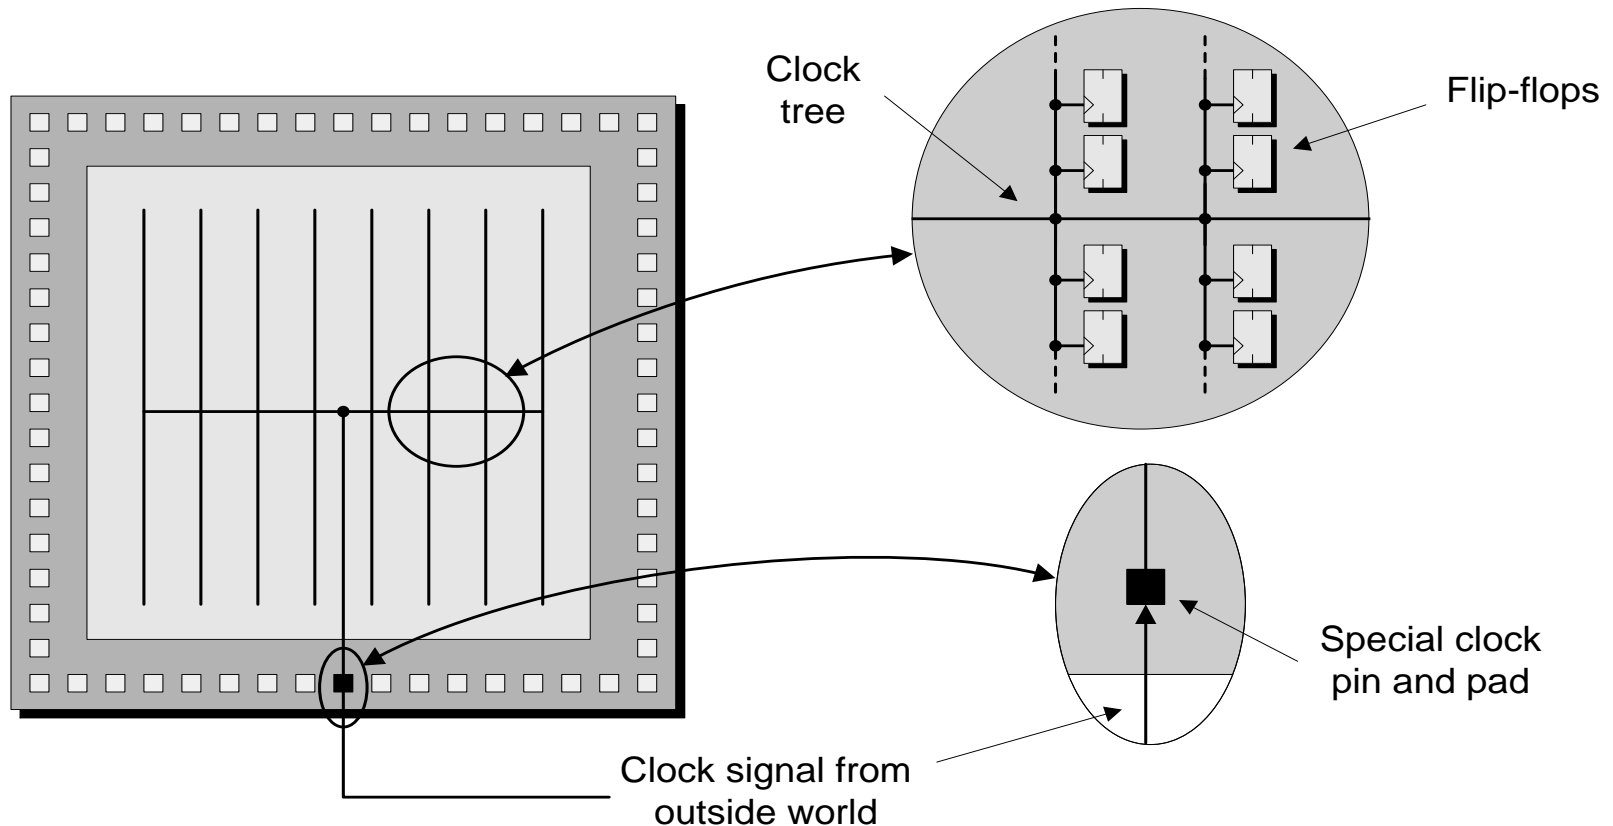 Clock
tree
Flip-flops
Special clock
pin and pad
Clock signal from
outside world